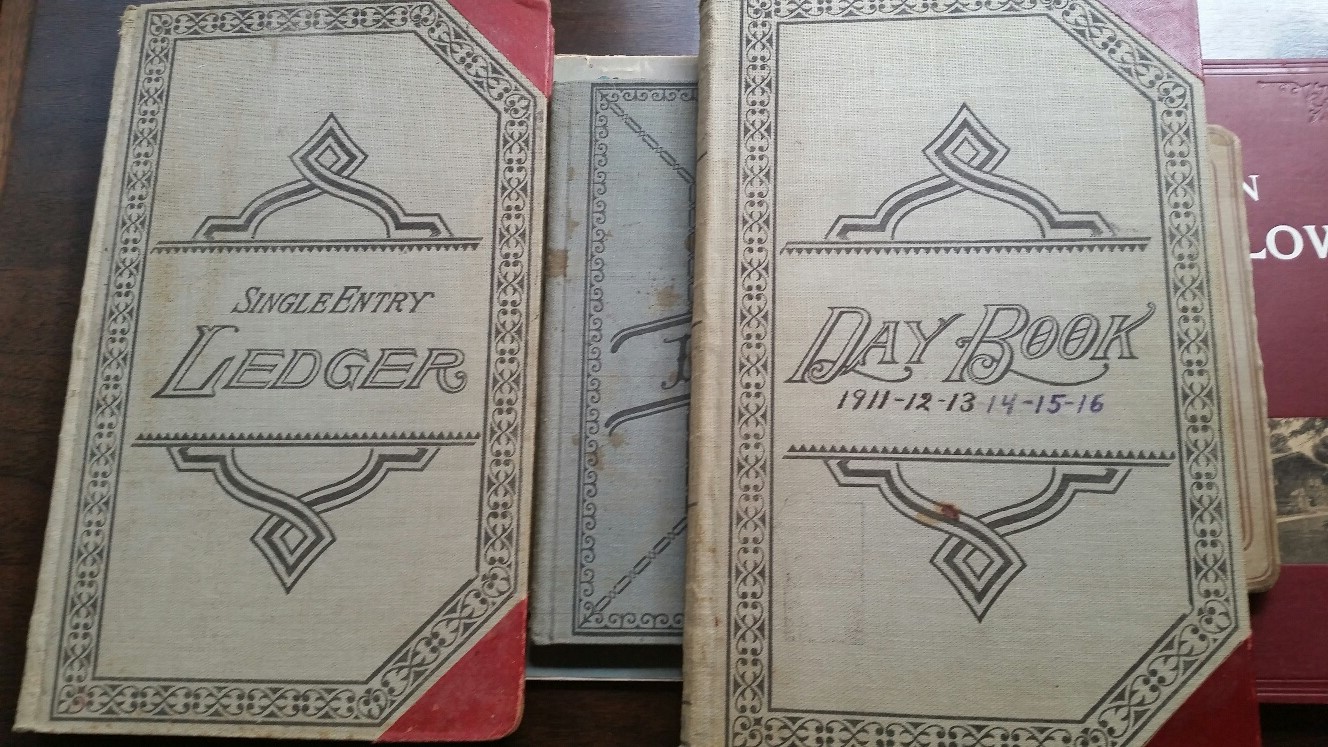 SINGLE ENTRY
LEDGER
DAY BOOK
1911-12-13 14-15-16